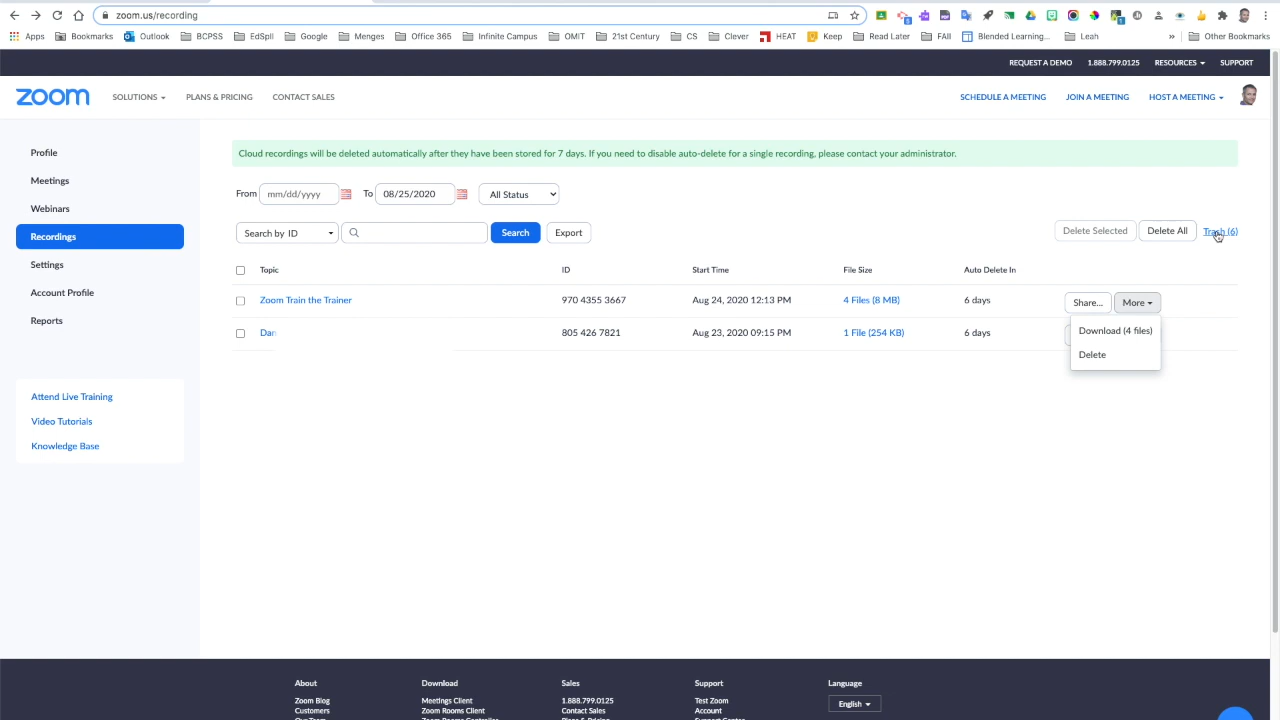 zoom.us/recording
Apps Bookmarks Outlook BCPSS EdSpll Google Menges Office 365 Infinite Campus OMIT 21st Century CS Clever HEAT Keep Read Later FAll Blended Learning... Leah » Other Bookmarks
REQUEST A DEMO 1.888.799.0125 RESOURCES SUPPORT
zoom SOLUTIONS PLANS & PRICING CONTACT SALES SCHEDULE A MEETING JOIN A MEETING HOST A MEETING
Profile
Meetings
Webinars
Recordings
Settings
Account Profile
Reports
Attend Live Training
Video Tutorials
Knowledge Base
Cloud recordings will be deleted automatically after they have been stored for 7 days. If you need to disable auto-delete for a single recording, please contact your administrator.
From mm/dd/yyyy To 08/25/2020 All Status
Search by ID Search Export Delete Selected Delete All Trash (6)
Topic ID Start Time File Size Auto Delete In
Zoom Train the Trainer 970 4355 3667 Aug 24, 2020 12:13 PM 4 Files (8 MB) 6 days Share... More
Dan 805 426 7821 Aug 23, 2020 09:15 PM 1 File (254 KB) 6 days
Download (4 files)
Delete
About Download Sales Support Language
Zoom Blog Meetings Client 1.888.799.0125 Test Zoom English
Customers Zoom Rooms Client Contact Sales Account